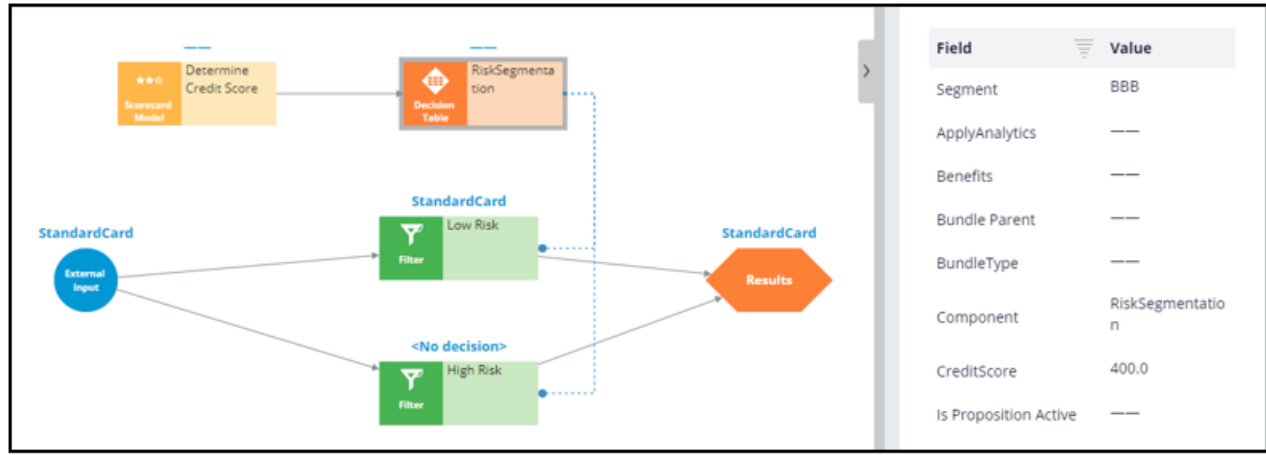 ——
——
★★☆
Scorecard
Model
Determine
Credit Score
Decision
Table
RiskSegmenta
tion
StandardCard
External
Input
StandardCard
Filter
Low Risk
<No decision>
Filter
High Risk
StandardCard
Results
>
Field Value
Segment BBB
ApplyAnalytics ——
Benefits ——
Bundle Parent ——
BundleType ——
Component RiskSegmentatio
n
CreditScore 400.0
Is Proposition Active ——